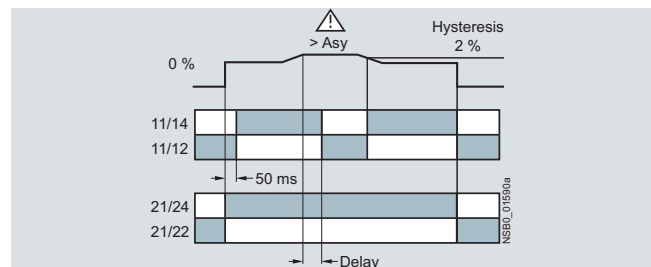 Hysteresis
> Asy
2 %
0 %
11/14
11/12
50 ms
21/24
21/22
Delay
NSB0_01590a